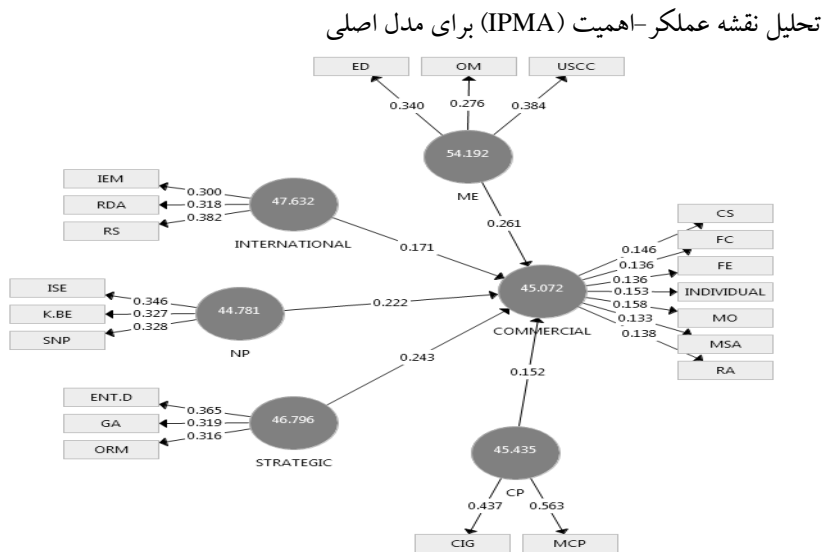 تحلیل نقشه عملکر-اهمیت (IPMA) برای مدل اصلی
ED
OM
USCC
0.340
0.276
0.384
54.192
ME
IEM
RDA
RS
0.300
0.318
0.382
47.632
INTERNATIONAL
0.261
0.171
CS
FC
FE
INDIVIDUAL
MO
MSA
RA
0.146
0.136
0.136
0.153
0.158
0.133
0.138
45.072
COMMERCIAL
ISE
K.BE
SNP
0.346
0.327
0.328
44.781
NP
0.222
0.243
0.152
ENT.D
GA
ORM
0.365
0.319
0.316
46.796
STRATEGIC
45.435
CP
0.437
0.563
CIG
MCP